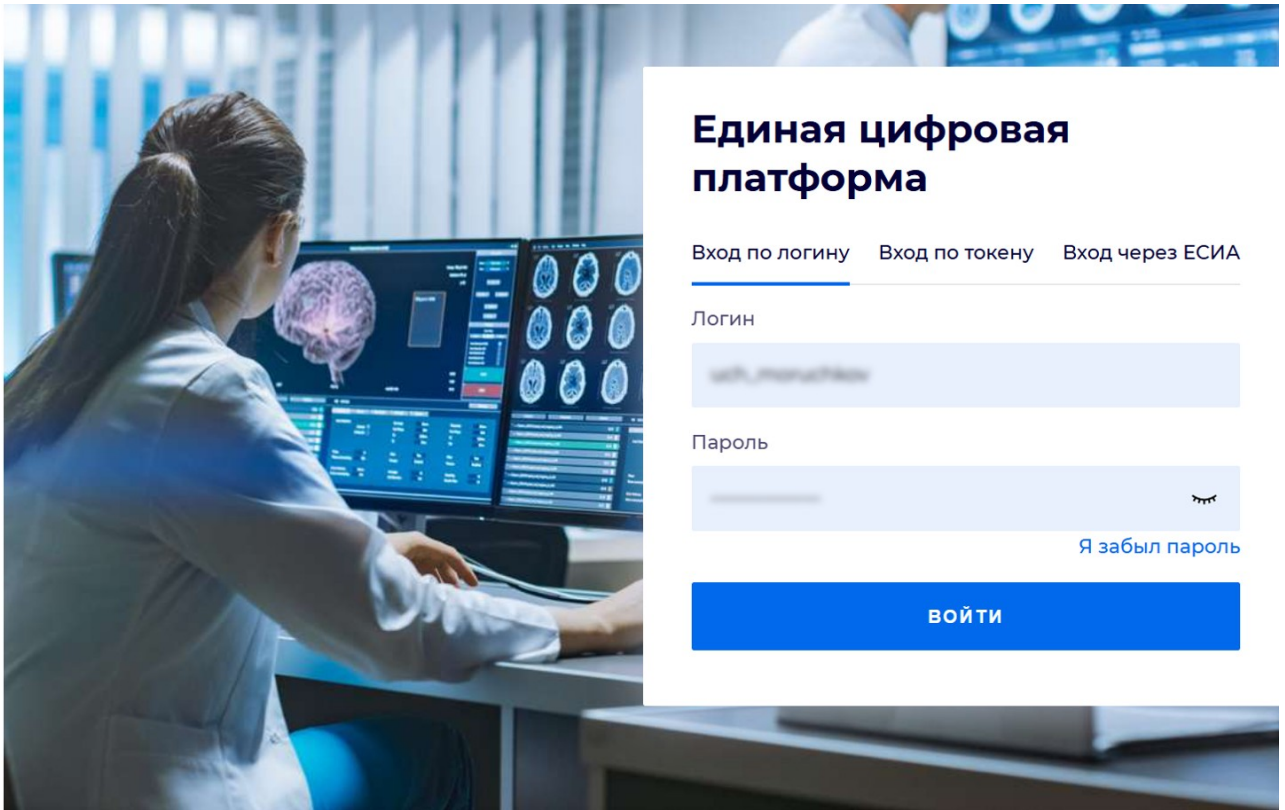 Единая цифровая
платформа
Вход по логину Вход по токену Вход через ЕСИА
Логин
Пароль
Я забыл пароль
ВОЙТИ